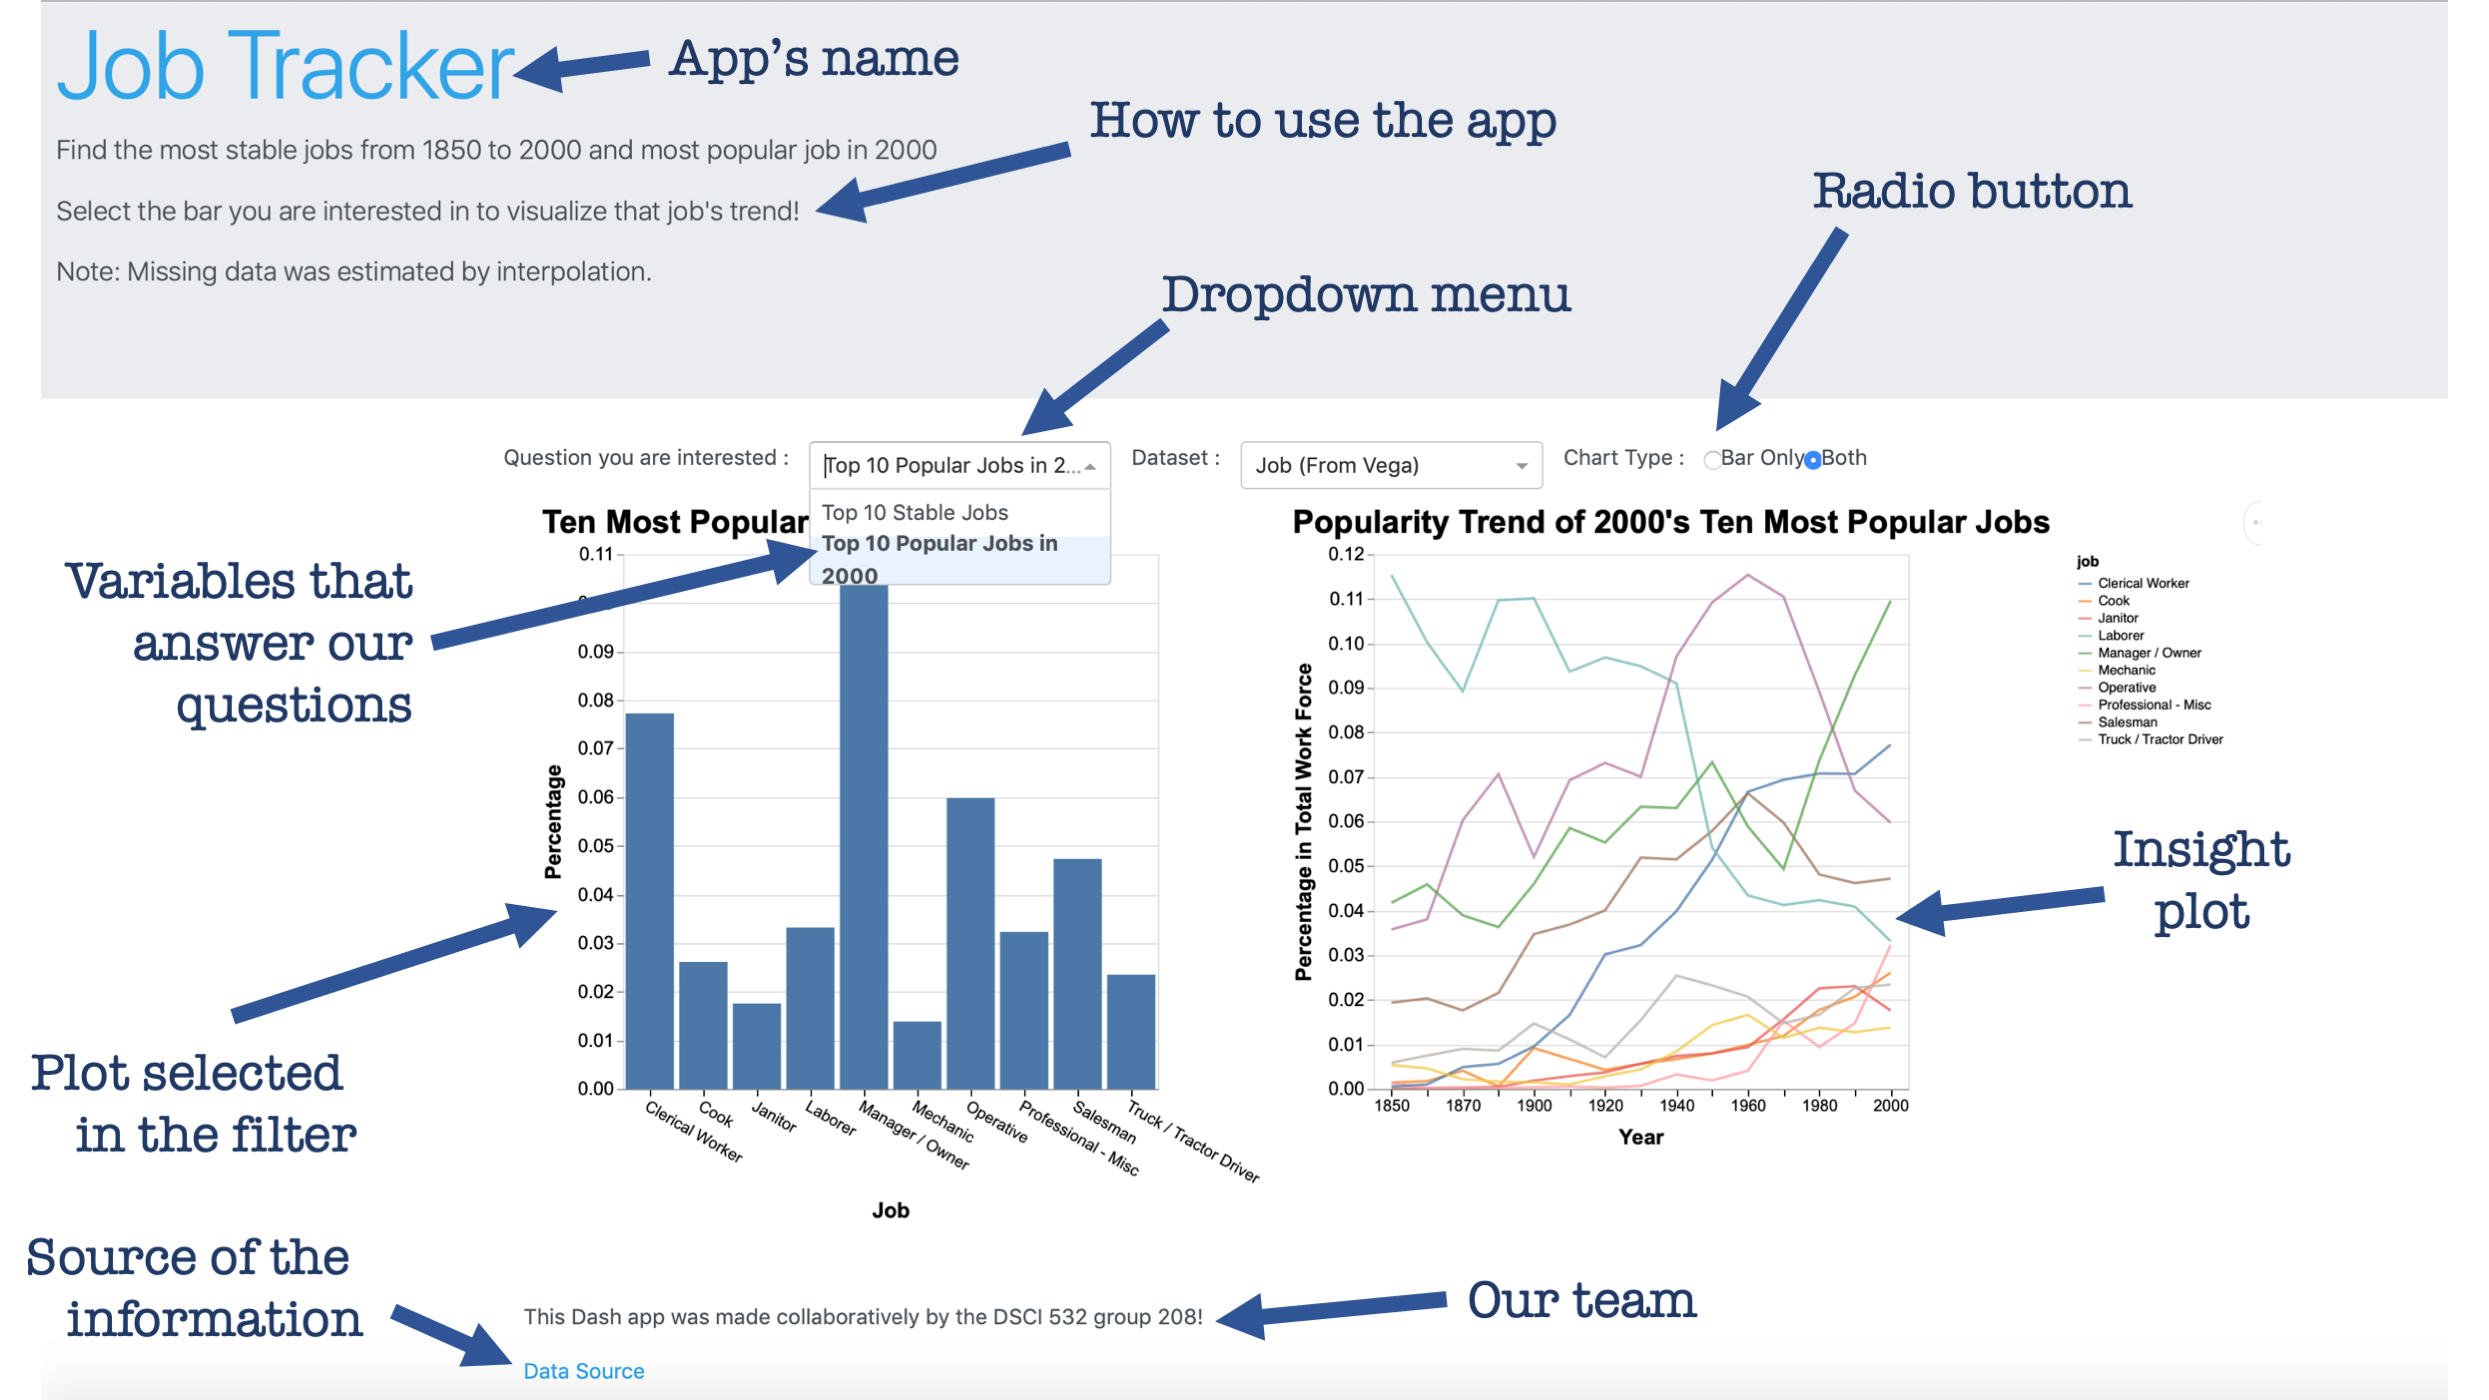 Job Tracker
App's name
How to use the app
Find the most stable jobs from 1850 to 2000 and most popular job in 2000
Select the bar you are interested in to visualize that job's trend!
Radio button
Note: Missing data was estimated by interpolation.
Dropdown menu
Question you are interested :
Top 10 Popular Jobs in 2...
Dataset :
Job (From Vega)
Chart Type :
Bar Only
Both
Top 10 Stable Jobs
Top 10 Popular Jobs in
2000
Variables that
answer our
questions
Ten Most Popular
0.11
0.09
0.08
0.07
0.06
0.05
0.04
0.03
0.02
0.01
0.00
Percentage
Clerical Worker
Cook
Janitor
Laborer
Manager / Owner
Mechanic
Operative
Professional - Misc
Salesman
Truck / Tractor Driver
Job
Popularity Trend of 2000's Ten Most Popular Jobs
0.12
0.11
0.10
0.09
0.08
0.07
0.06
0.05
0.04
0.03
0.02
0.01
0.00
Percentage in Total Work Force
1850
1870
1900
1920
1940
1960
1980
2000
Year
job
Clerical Worker
Cook
Janitor
Laborer
Manager / Owner
Mechanic
Operative
Professional - Misc
Salesman
Truck / Tractor Driver
Insight
plot
Plot selected
in the filter
Source of the
information
This Dash app was made collaboratively by the DSCI 532 group 208!
Our team
Data Source